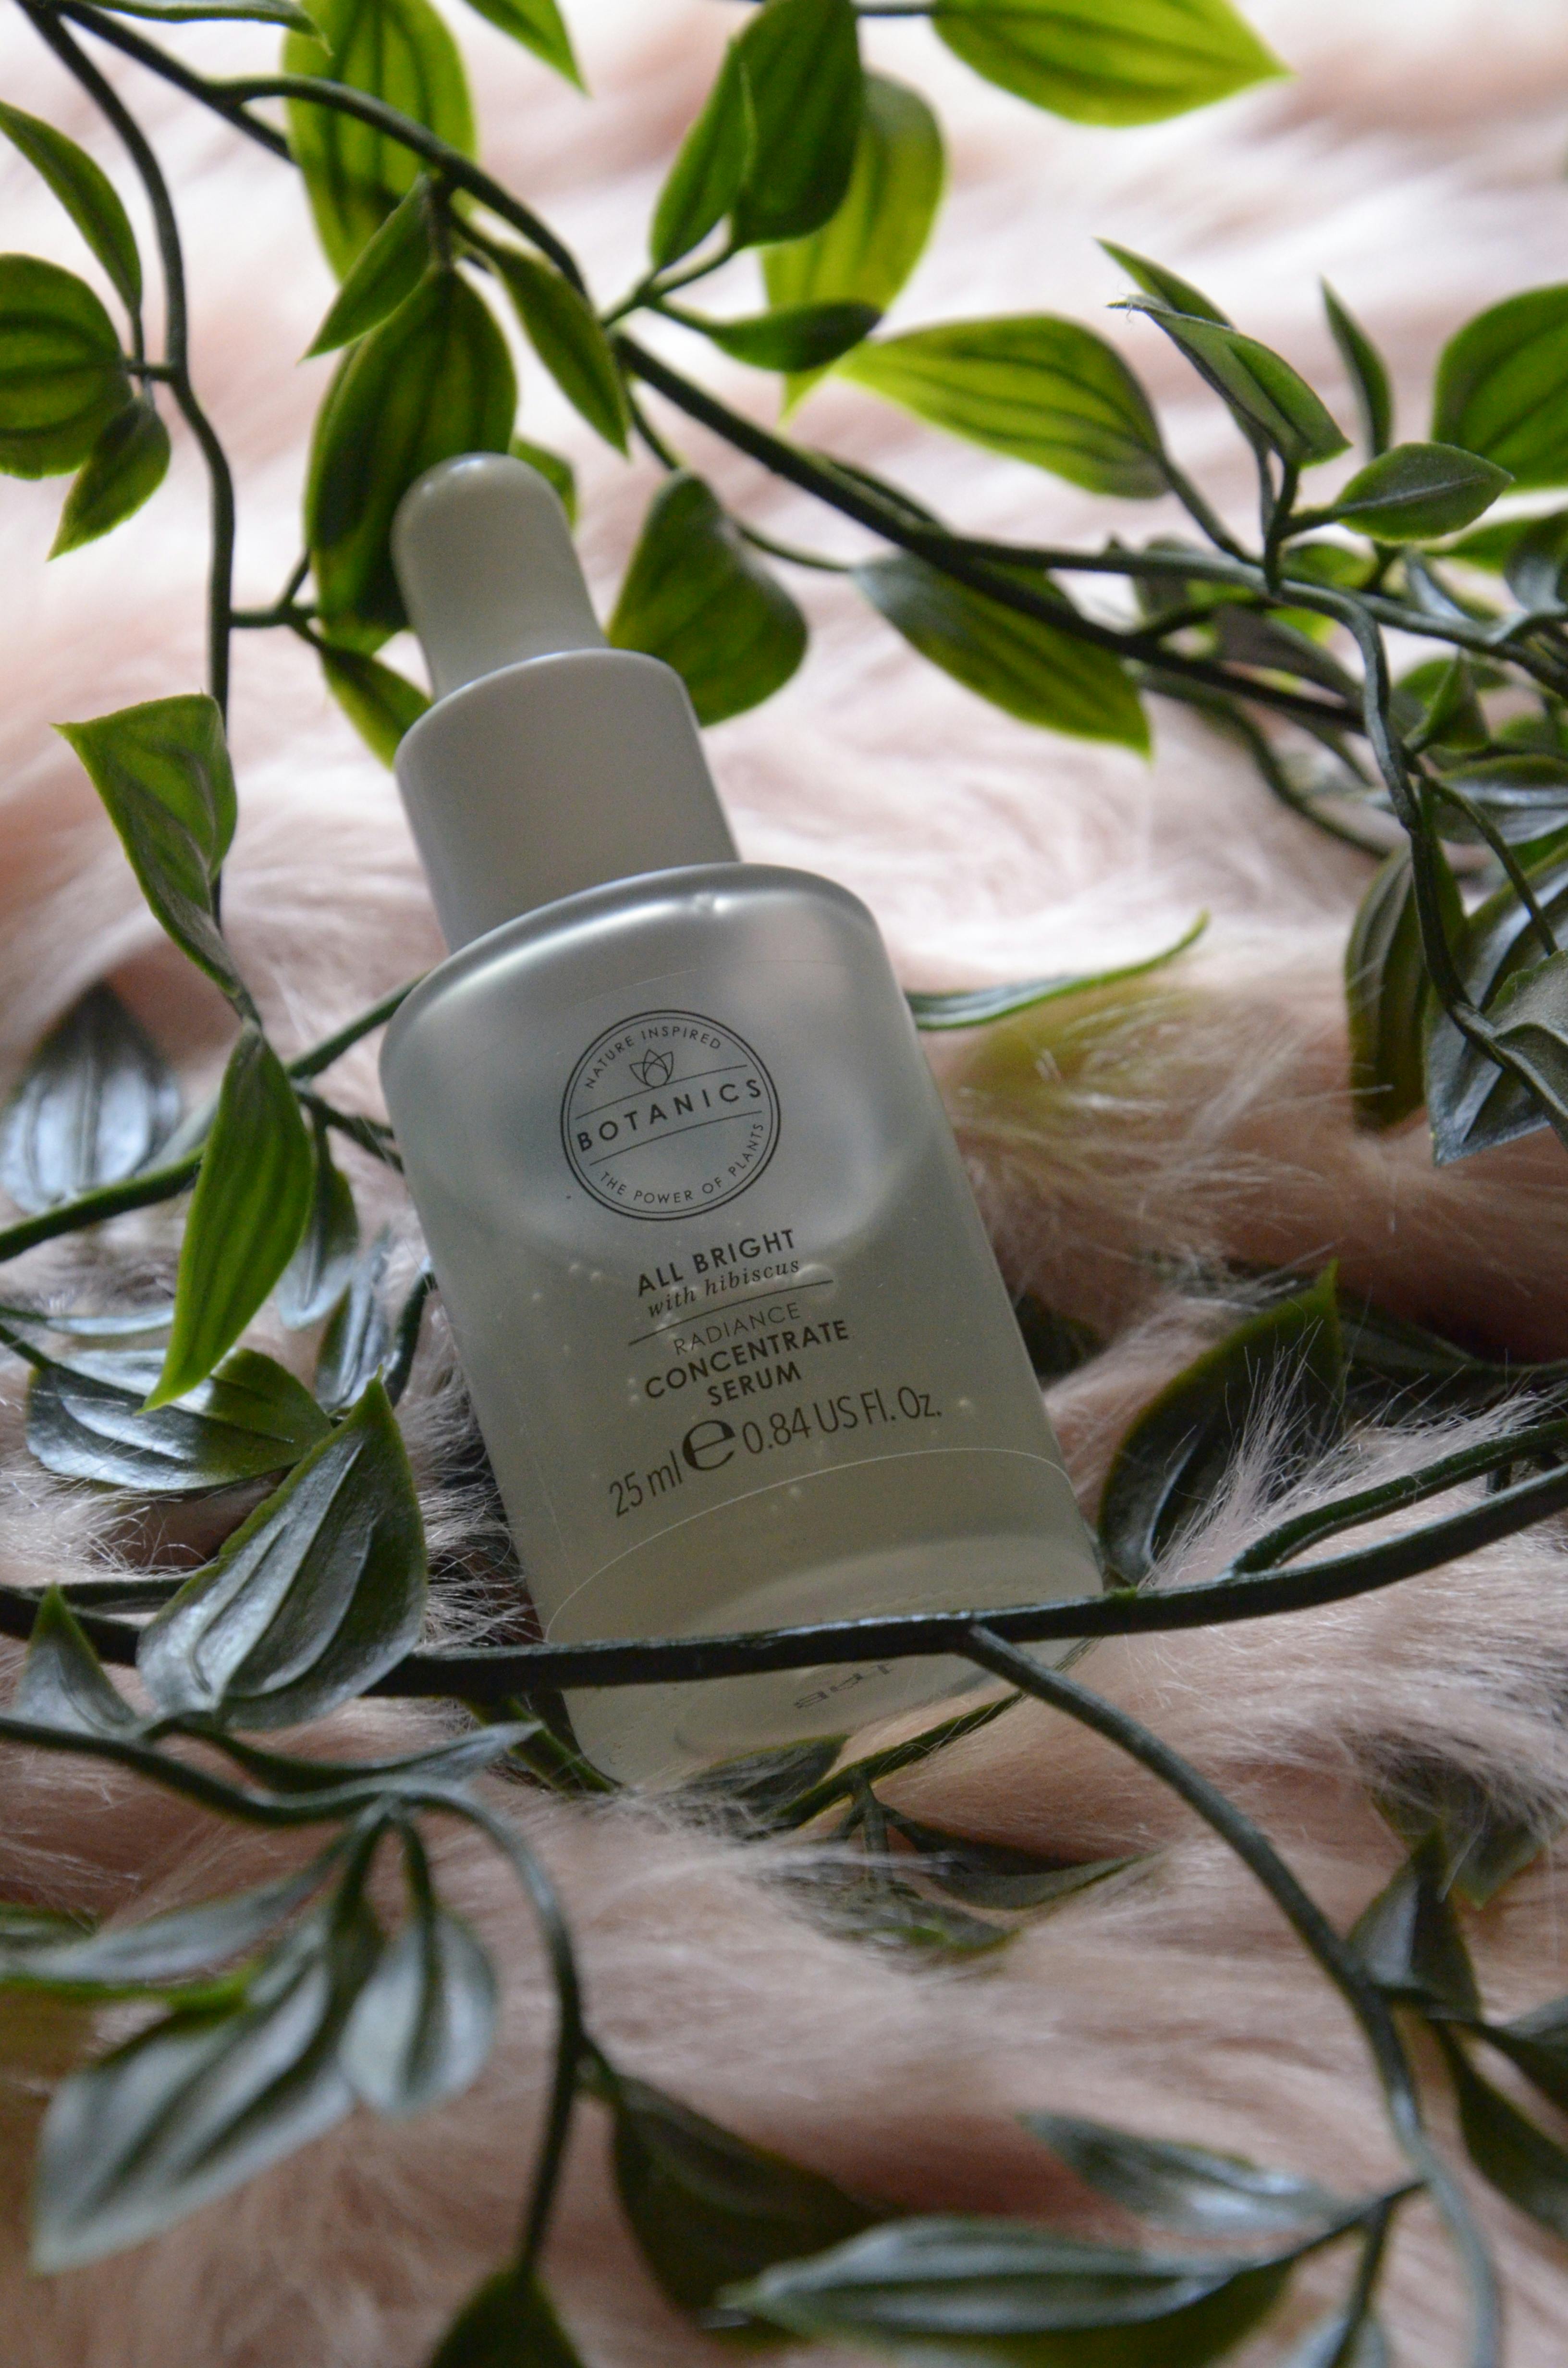 NATURE INSPIRED
BOTANICS
THE POWER OF PLANTS
ALL BRIGHT
with hibiscus
RADIANCE
CONCENTRATE
SERUM
25 ml e 0.84 US Fl. Oz.